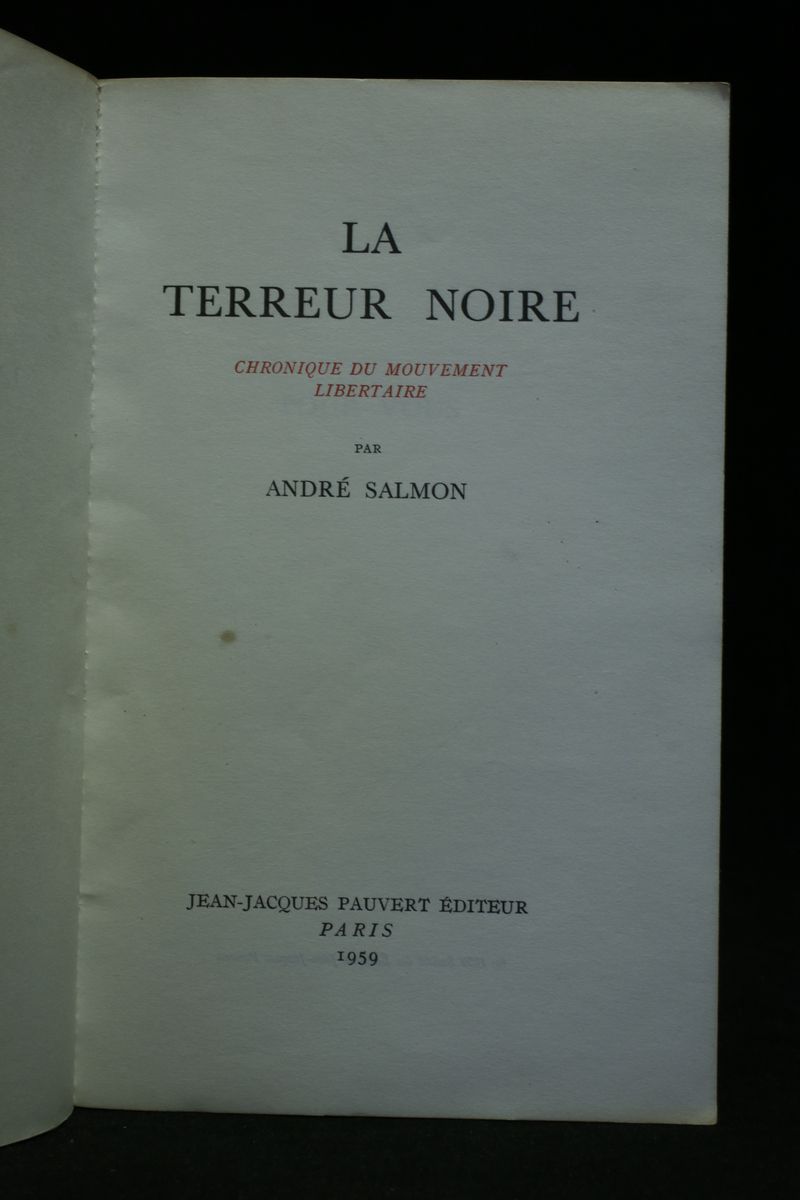 LA
TERREUR NOIRE
CHRONIQUE DU MOUVEMENT
LIBERTAIRE
PAR
ANDRÉ SALMON
JEAN-JACQUES PAUVERT ÉDITEUR
PARIS
1959